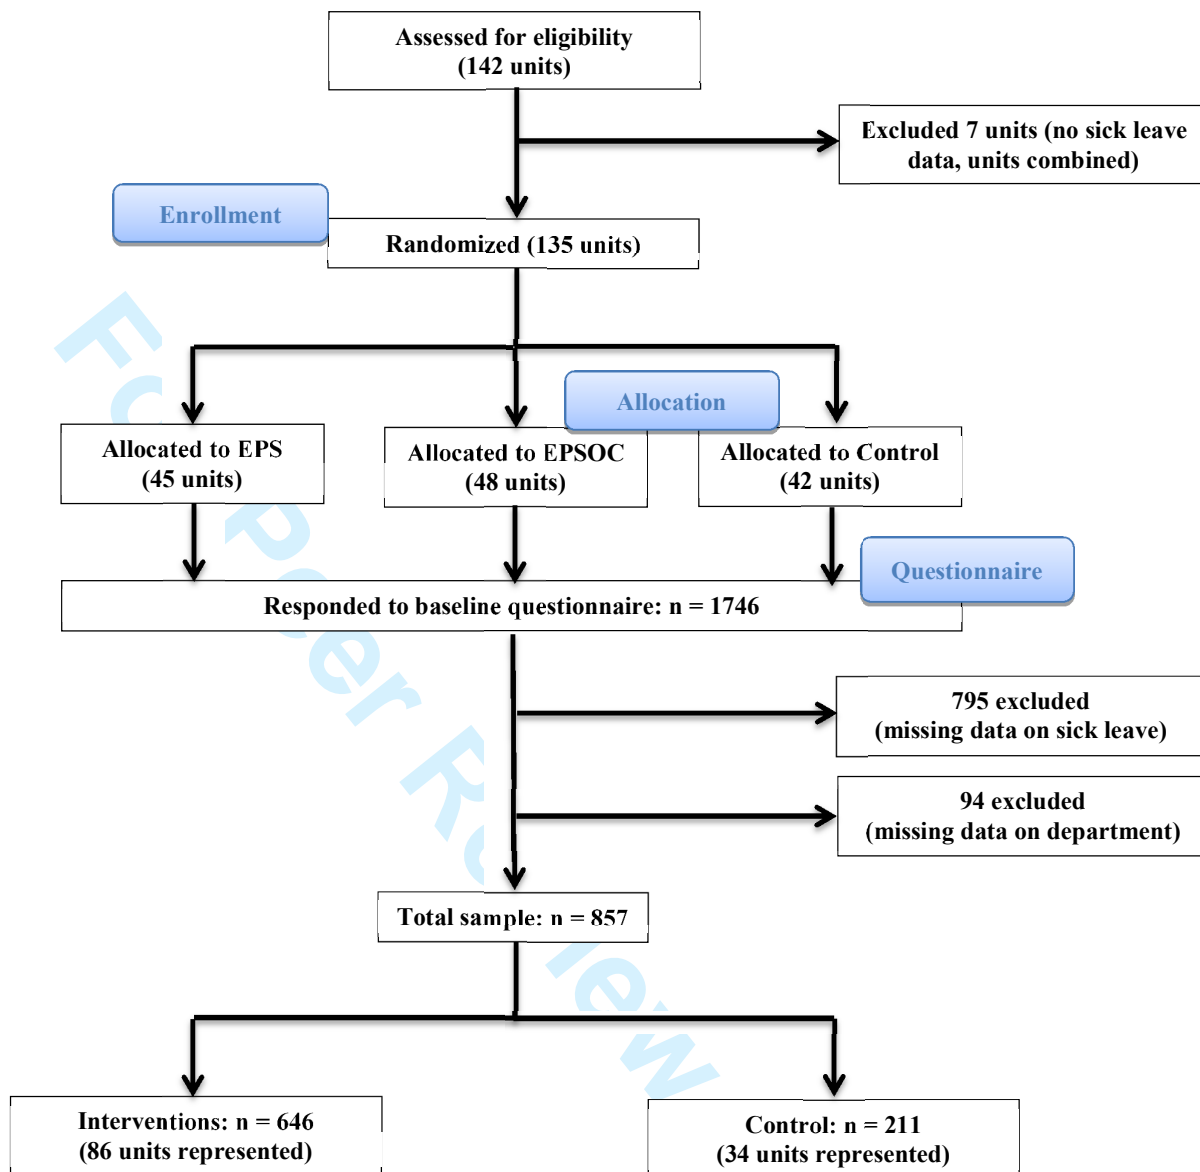 Assessed for eligibility
(142 units)
Excluded 7 units (no sick leave
data, units combined)
Enrollment
Randomized (135 units)
Allocation
Allocated to EPS
(45 units)
Allocated to EPSOC
(48 units)
Allocated to Control
(42 units)
Questionnaire
Responded to baseline questionnaire: n = 1746
795 excluded
(missing data on sick leave)
94 excluded
(missing data on department)
Total sample: n = 857
Interventions: n = 646
(86 units represented)
Control: n = 211
(34 units represented)